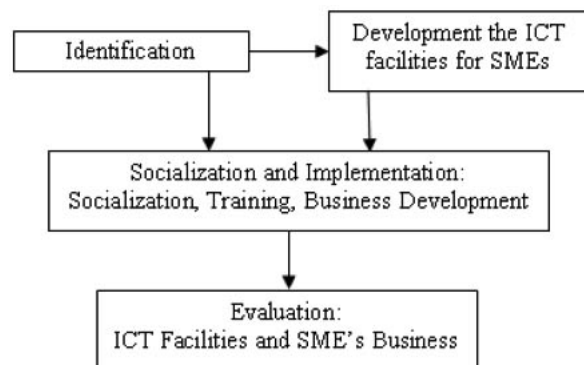 Identification
Development the ICT
facilities for SMEs
Socialization and Implementation:
Socialization, Training, Business Development
Evaluation:
ICT Facilities and SME's Business